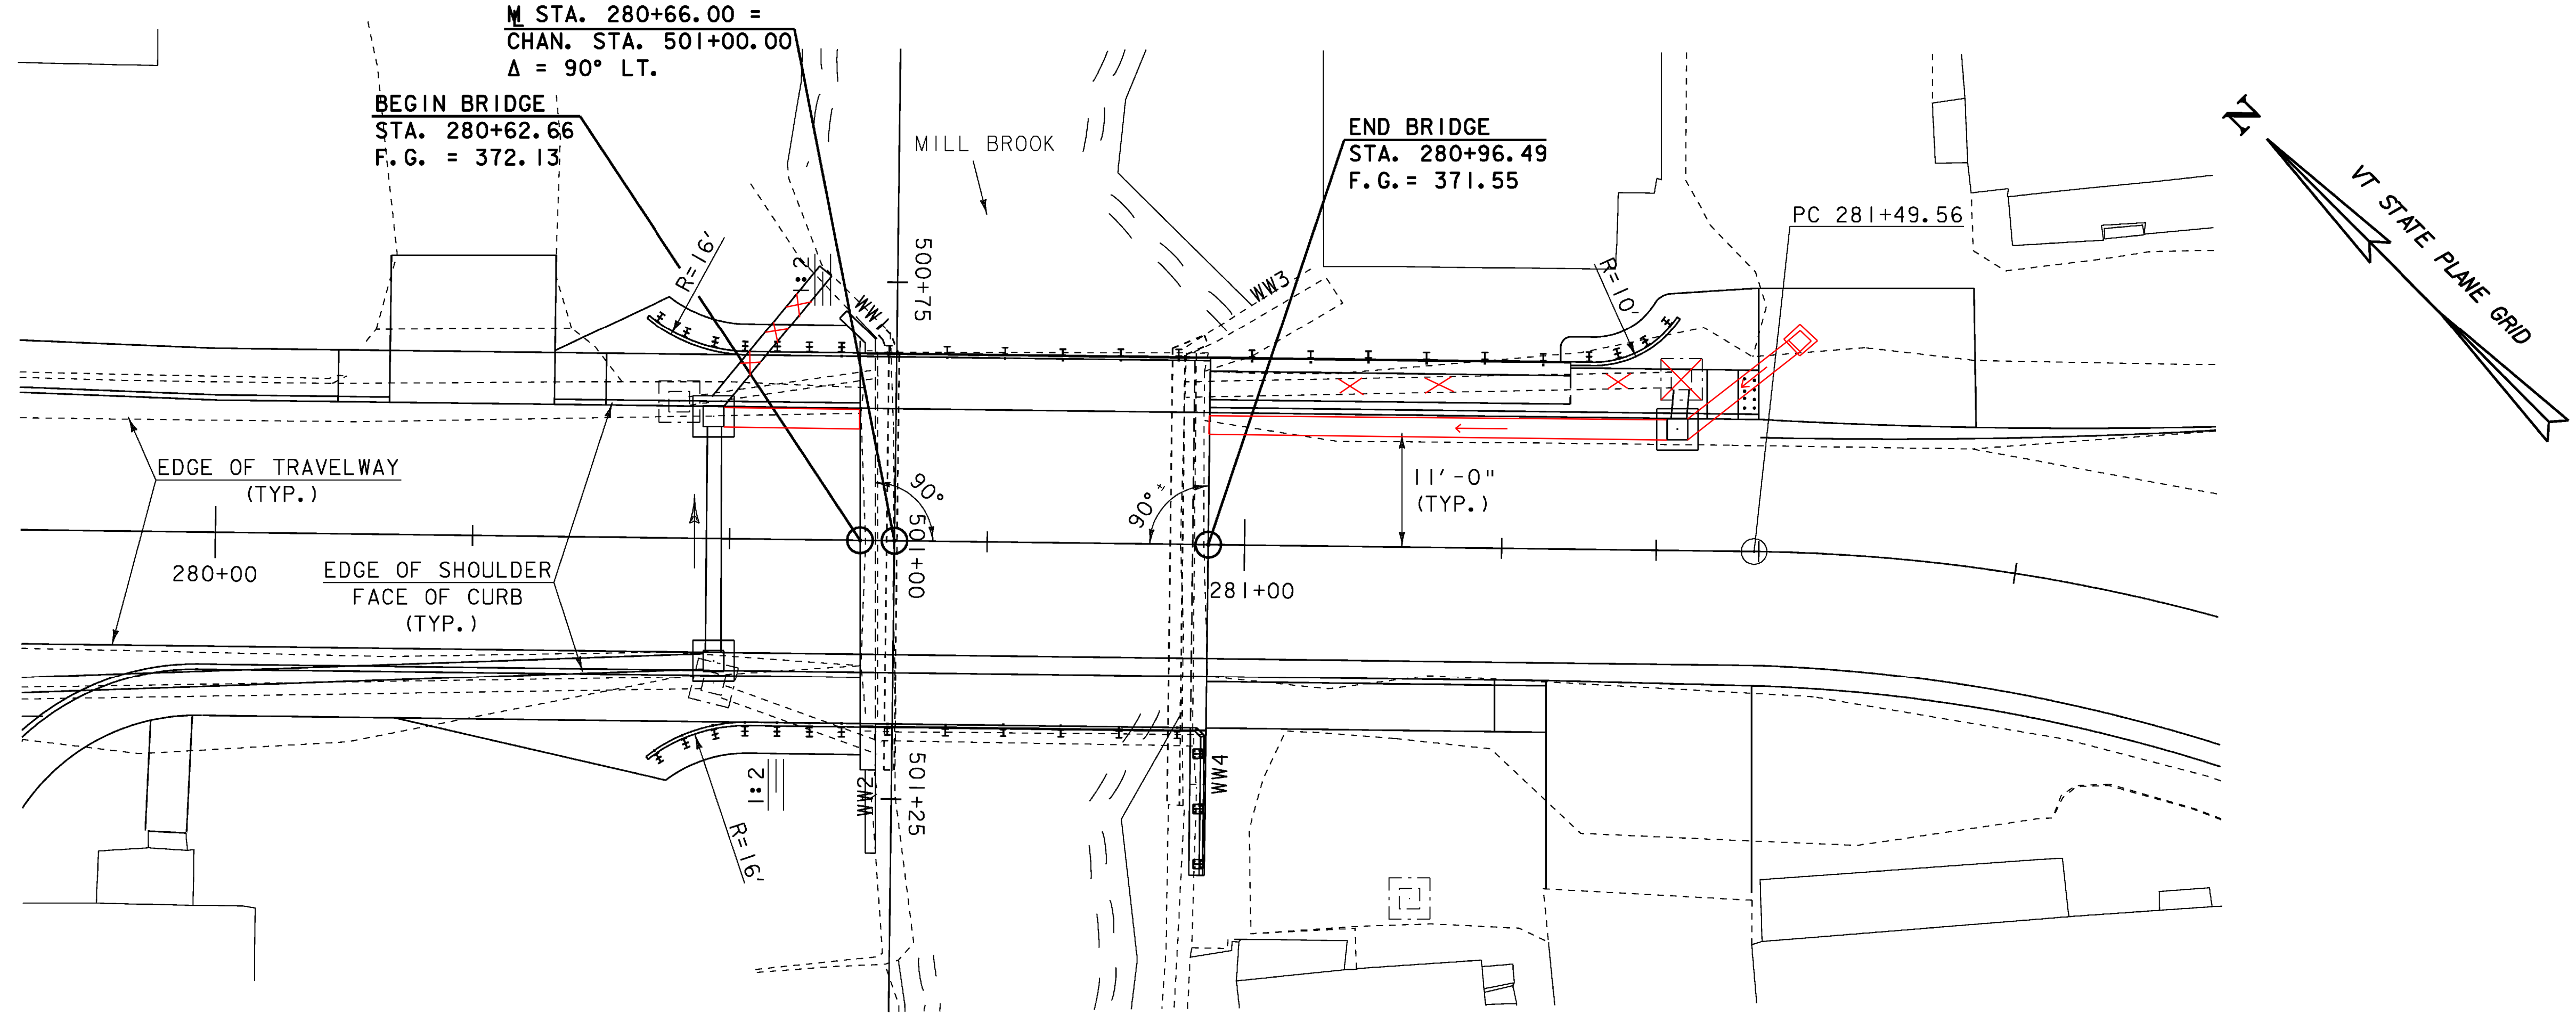 ML STA. 280+66.00 =
CHAN. STA. 501+00.00
Δ = 90° LT.
BEGIN BRIDGE
STA. 280+62.66
F.G. = 372.13
MILL BROOK
END BRIDGE
STA. 280+96.49
F.G.= 371.55
PC 281+49.56
N
VT STATE PLANE GRID
R=16'
1:2
WW1
500+75
WW3
R=10'
EDGE OF TRAVELWAY
(TYP.)
90°
90°±
11'-0"
(TYP.)
280+00
EDGE OF SHOULDER
FACE OF CURB
(TYP.)
501+00
281+00
1:2
R=16'
WW2
501+25
WW4